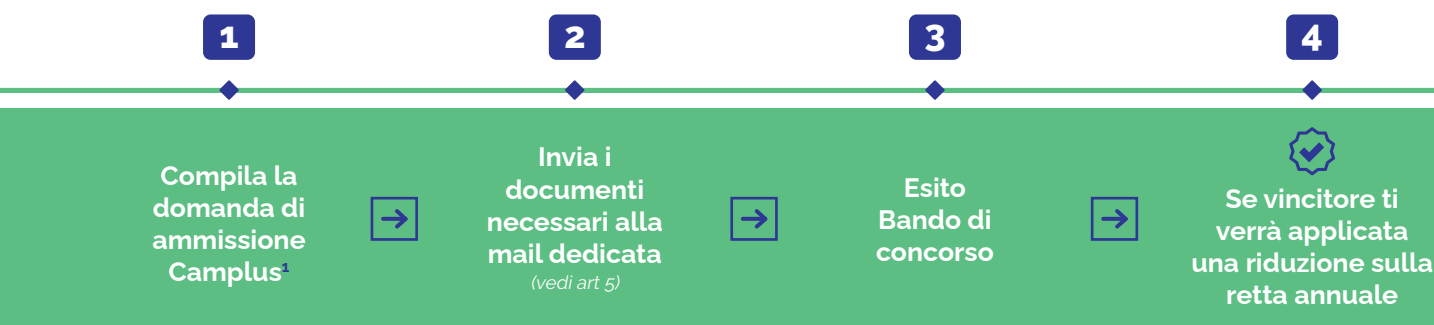 1
Compila la
domanda di
ammissione
Camplus¹
2
Invia i
documenti
necessari alla
mail dedicata
(vedi art 5)
3
Esito
Bando di
concorso
4
Se vincitore ti
verrà applicata
una riduzione sulla
retta annuale